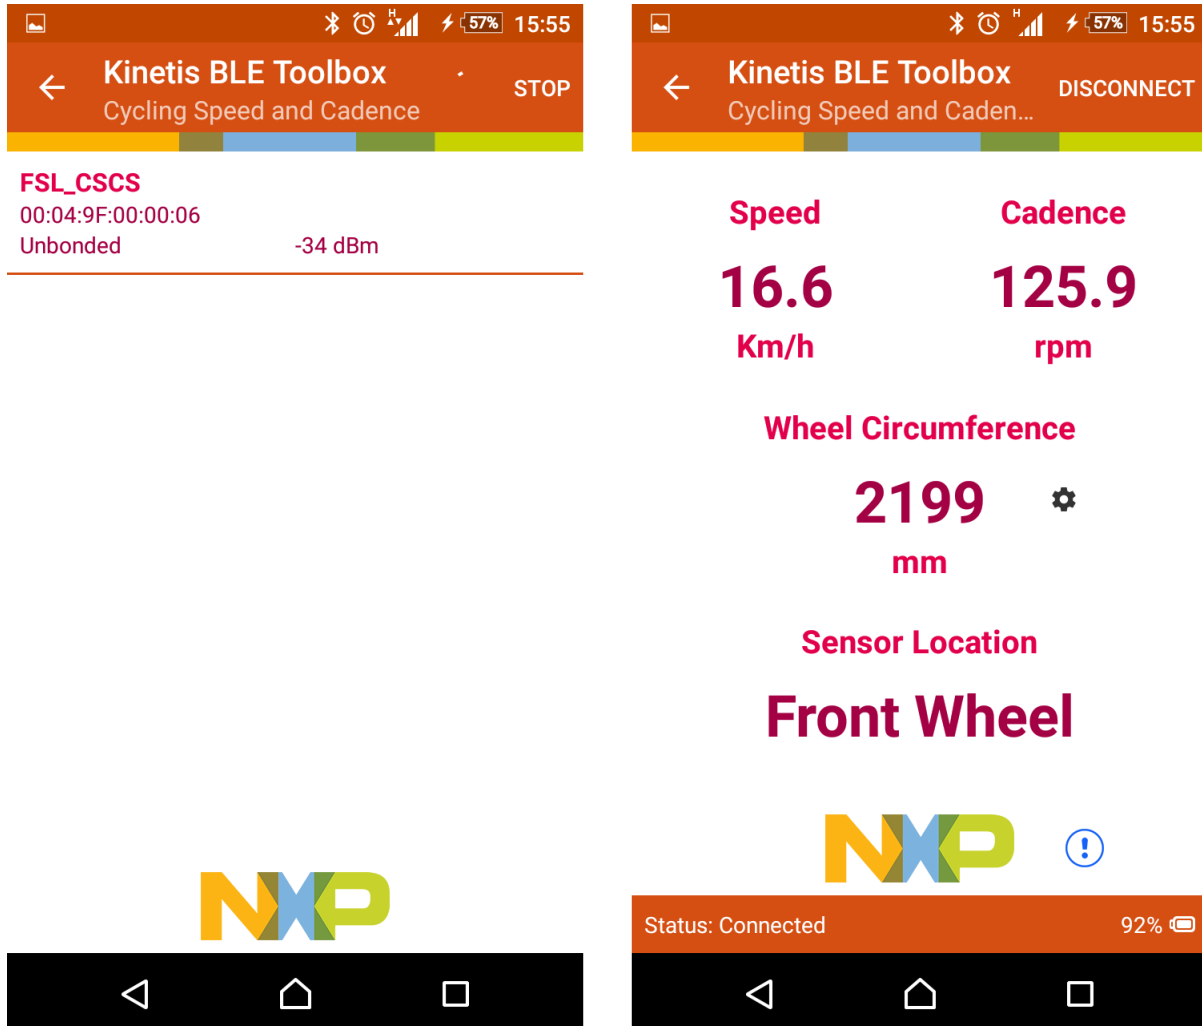 57% 15:55
Kinetis BLE Toolbox
STOP
Cycling Speed and Cadence
FSL_CSCS
00:04:9F:00:00:06
Unbonded -34 dBm
NXP
H 57% 15:55
Kinetis BLE Toolbox
DISCONNECT
Cycling Speed and Caden...
Speed Cadence
16.6 125.9
Km/h rpm
Wheel Circumference
2199
mm
Sensor Location
Front Wheel
NXP
Status: Connected 92%